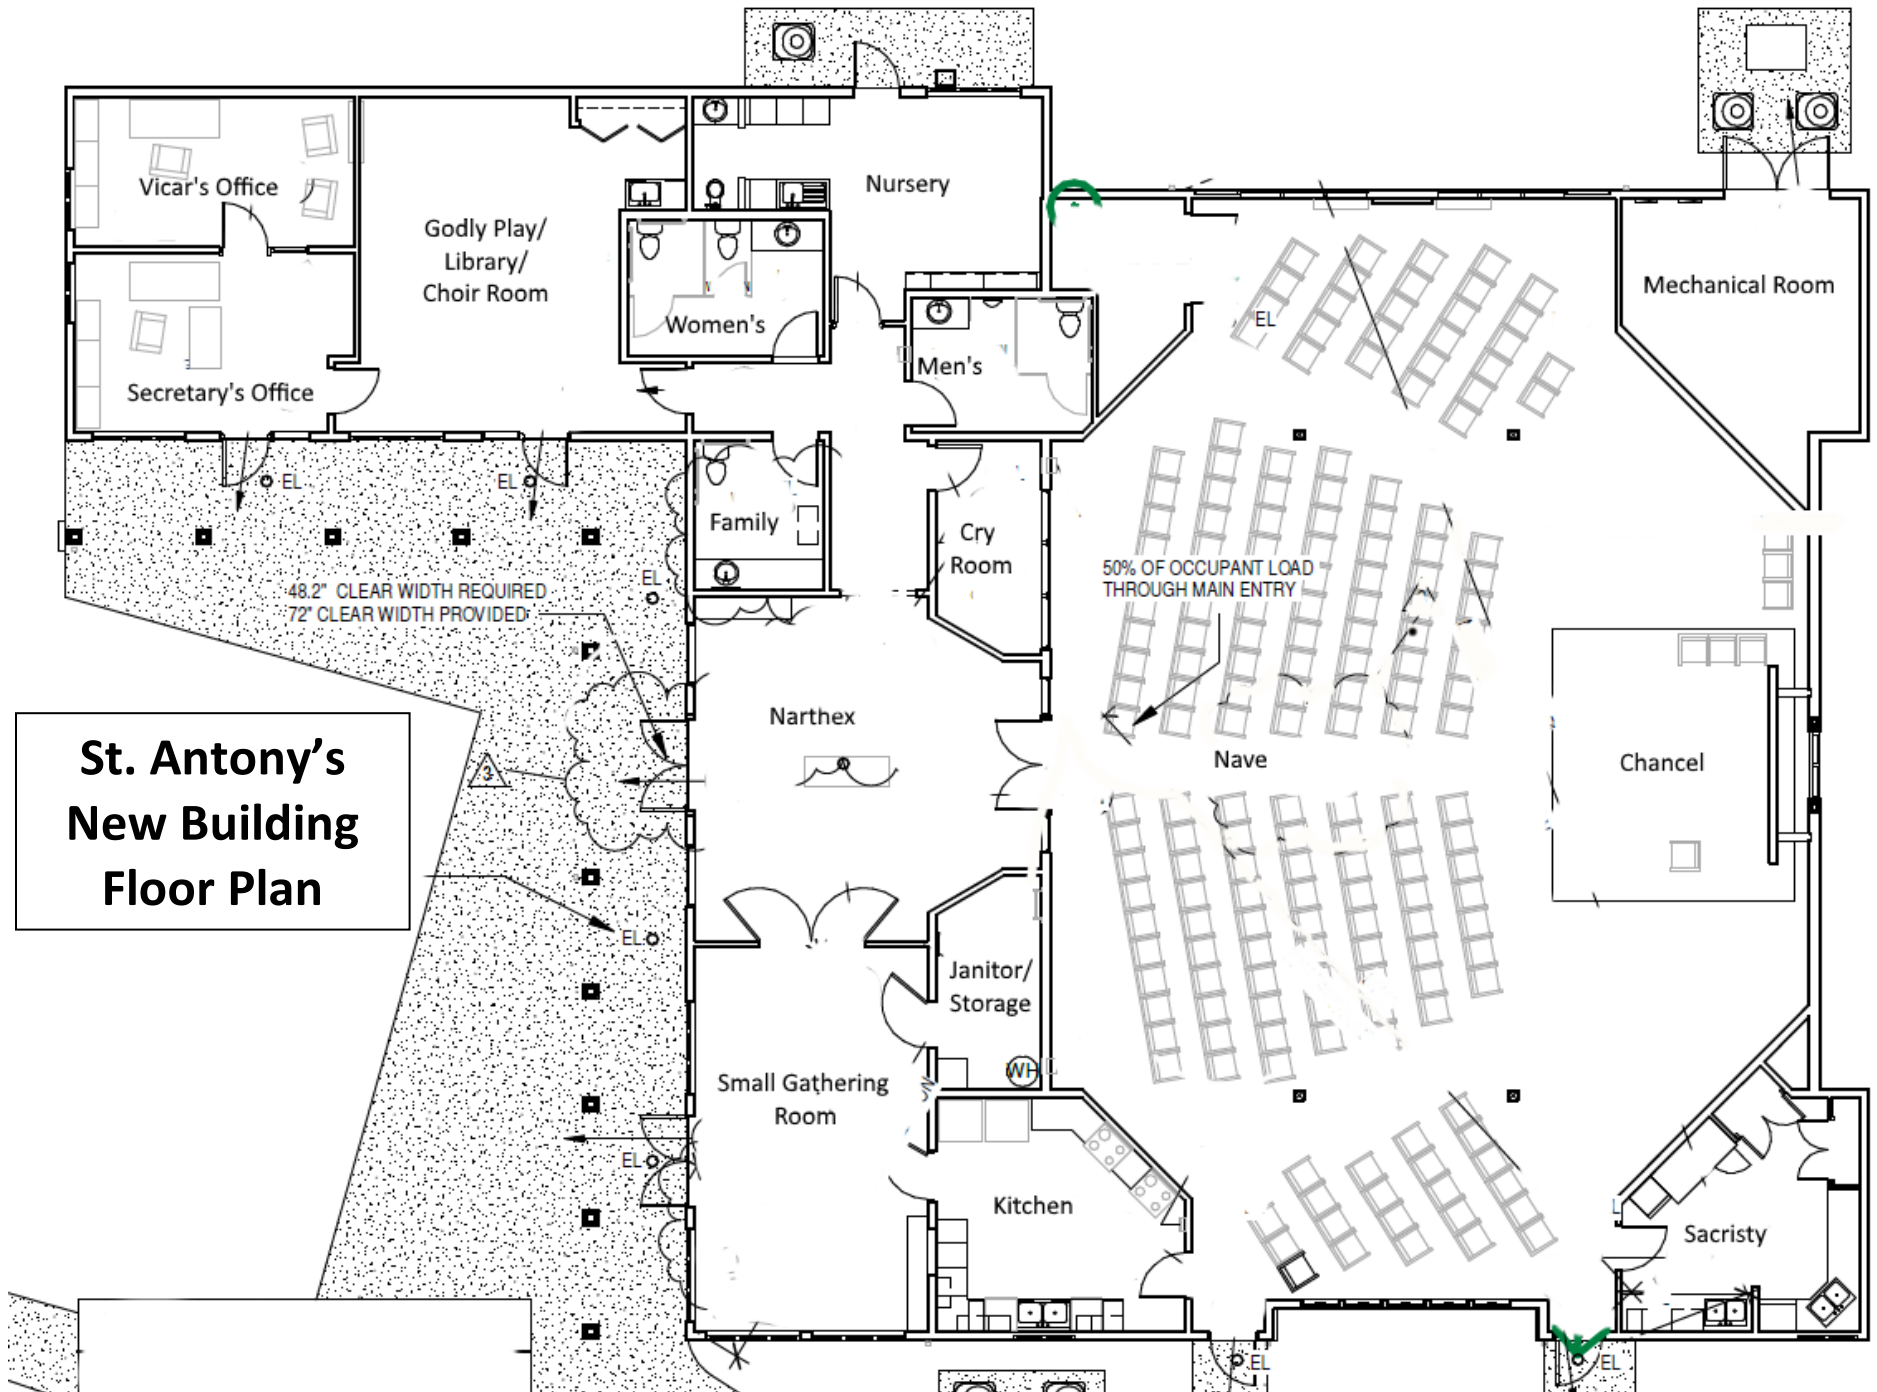 Vicar's Office
Nursery
Godly Play/
Library/
Choir Room
Mechanical Room
Women's
EL
Men's
Secretary's Office
EL
EL
Family
Cry
Room
50% OF OCCUPANT LOAD
THROUGH MAIN ENTRY
EL
48.2" CLEAR WIDTH REQUIRED
72" CLEAR WIDTH PROVIDED
Narthex
Nave
Chancel
St. Antony's
New Building
Floor Plan
3
EL
Janitor/
Storage
WH
Small Gathering
Room
EL
Kitchen
Sacristy
EL
EL